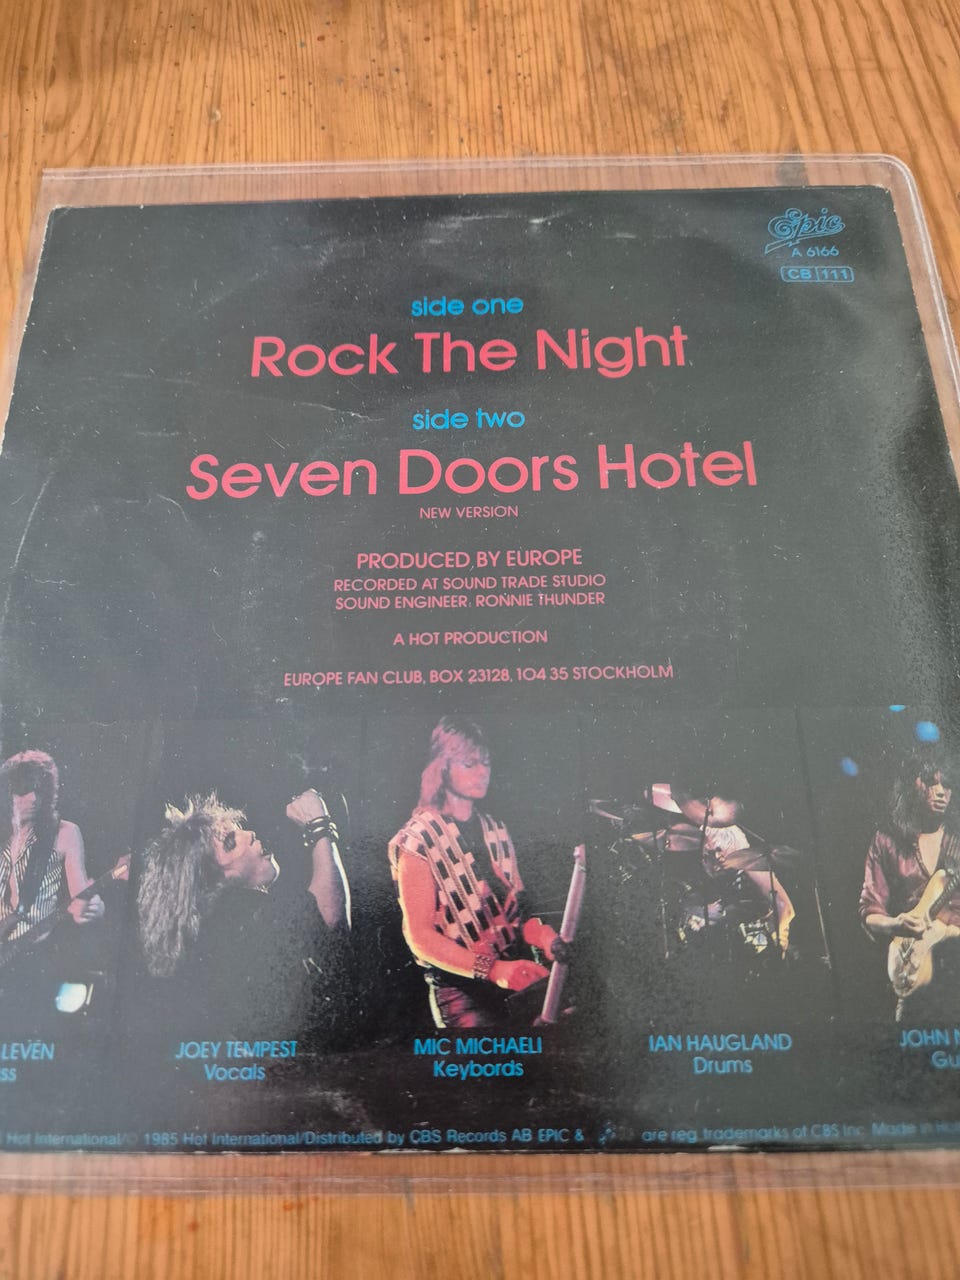 Epic
A 6166
CB 111
side one
Rock The Night
side two
Seven Doors Hotel
NEW VERSION
PRODUCED BY EUROPE
RECORDED AT SOUND TRADE STUDIO
SOUND ENGINEER: RONNIE THUNDER
A HOT PRODUCTION
EUROPE FAN CLUB, BOX 23128, 104 35 STOCKHOLM
LEVÉN
JOEY TEMPEST
Vocals
MIC MICHAELI
Keybords
IAN HAUGLAND
Drums
JOHN
Hot International/© 1985 Hot International/Distributed by CBS Records AB EPIC & are reg. trademarks of CBS Inc. Made in